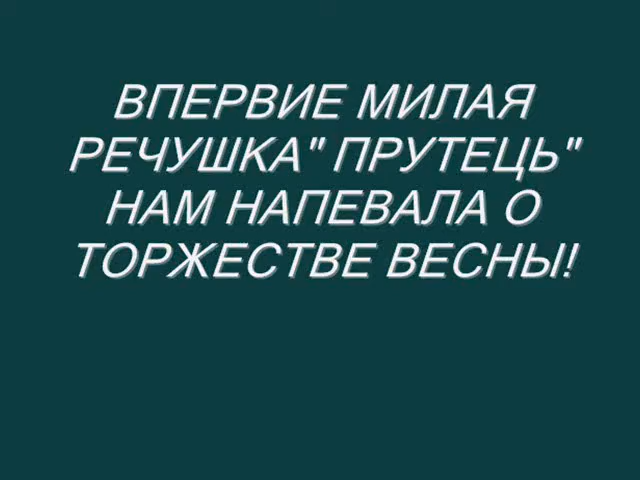 ВПЕРВИЕ МИЛАЯ
РЕЧУШКА" ПРУТЕЦЬ"
НАМ НАПЕВАЛА О
ТОРЖЕСТВЕ ВЕСНЫ!